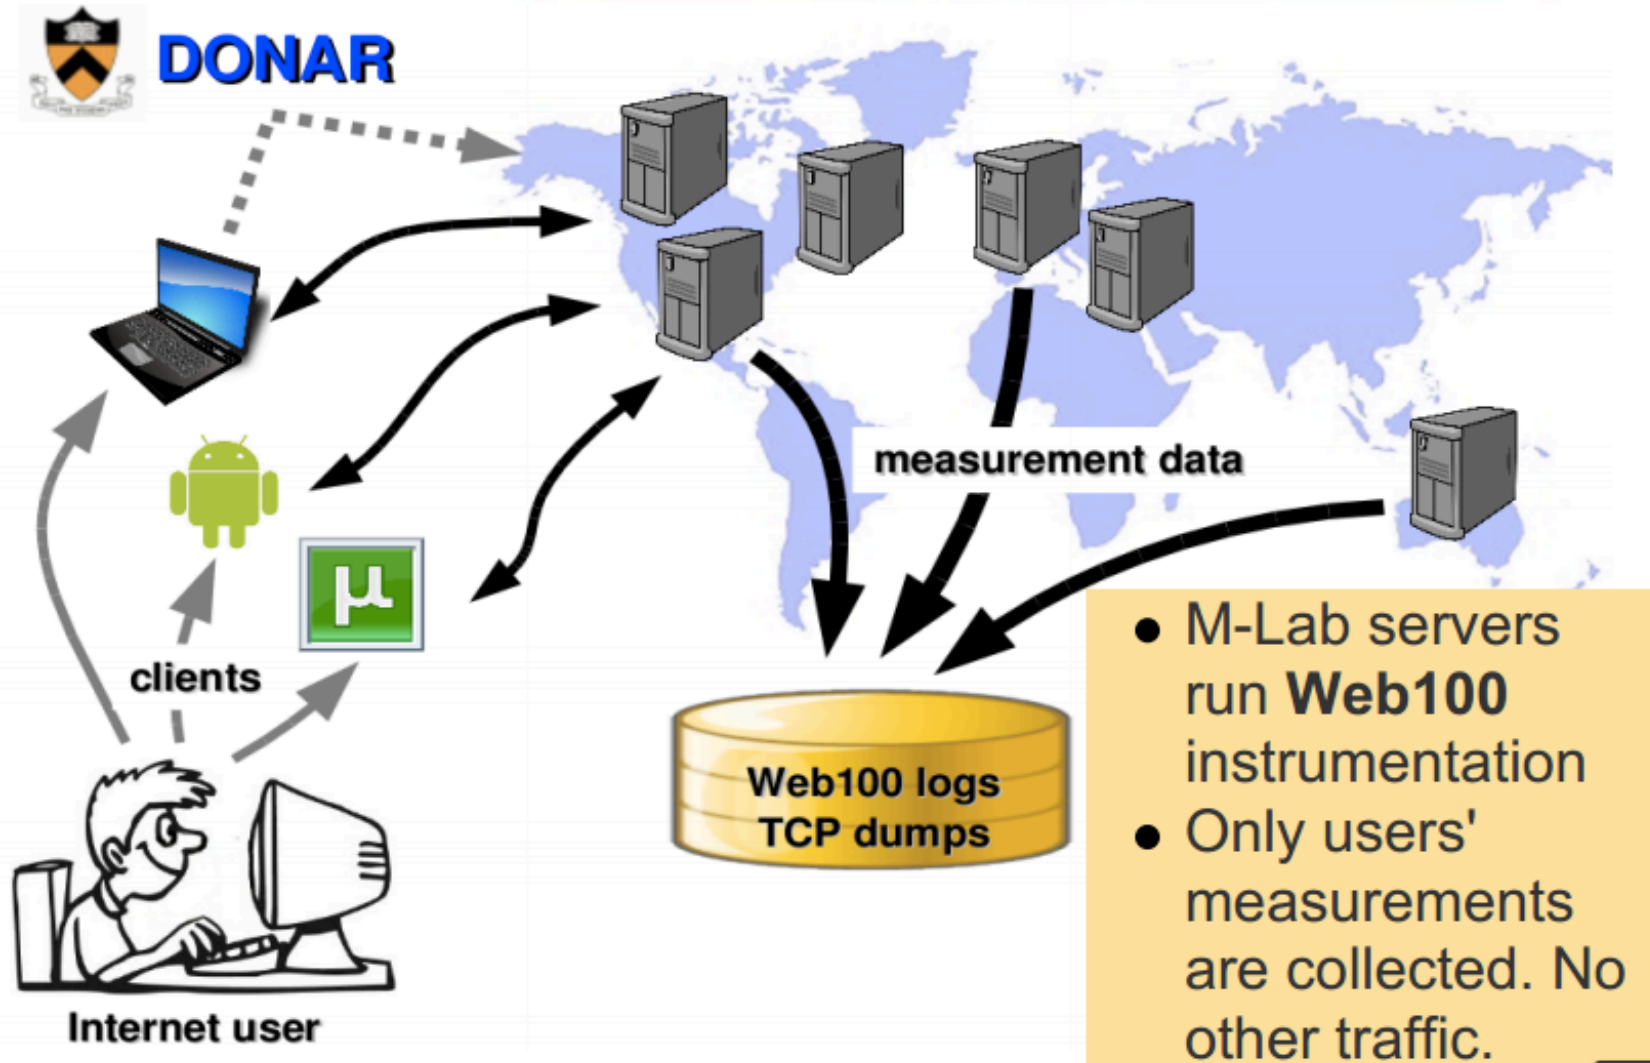 DONAR
measurement data
µ
clients
Web100 logs
TCP dumps
Internet user
● M-Lab servers
run Web100
instrumentation
● Only users'
measurements
are collected. No
other traffic.